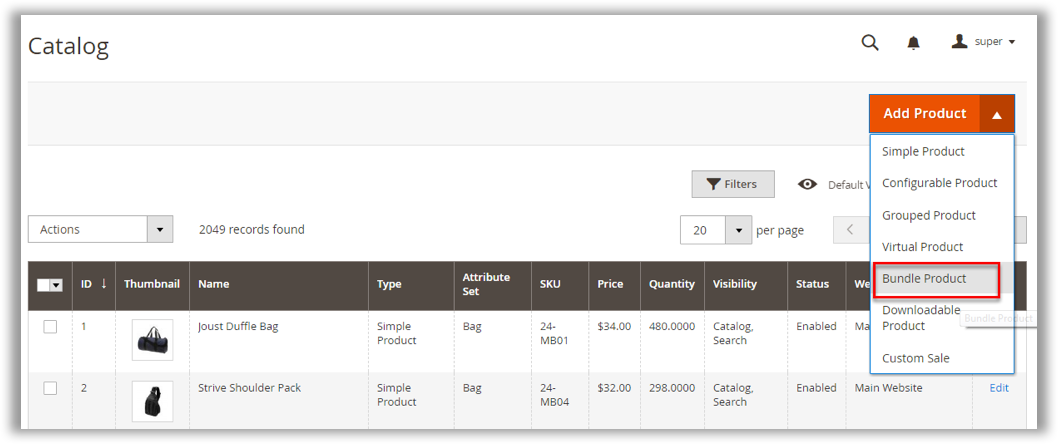 Catalog
super
Add Product
Simple Product
Configurable Product
Grouped Product
Virtual Product
Bundle Product
Downloadable
Product
Bundle Product
Custom Sale
Filters
Default V
Actions
2049 records found
20
per page
ID ↓ Thumbnail Name Type Attribute Set SKU Price Quantity Visibility Status We
1 Joust Duffle Bag Simple Product Bag 24-MB01 $34.00 480.0000 Catalog, Search Enabled Ma
2 Strive Shoulder Pack Simple Product Bag 24-MB04 $32.00 298.0000 Catalog, Search Enabled Main Website Edit